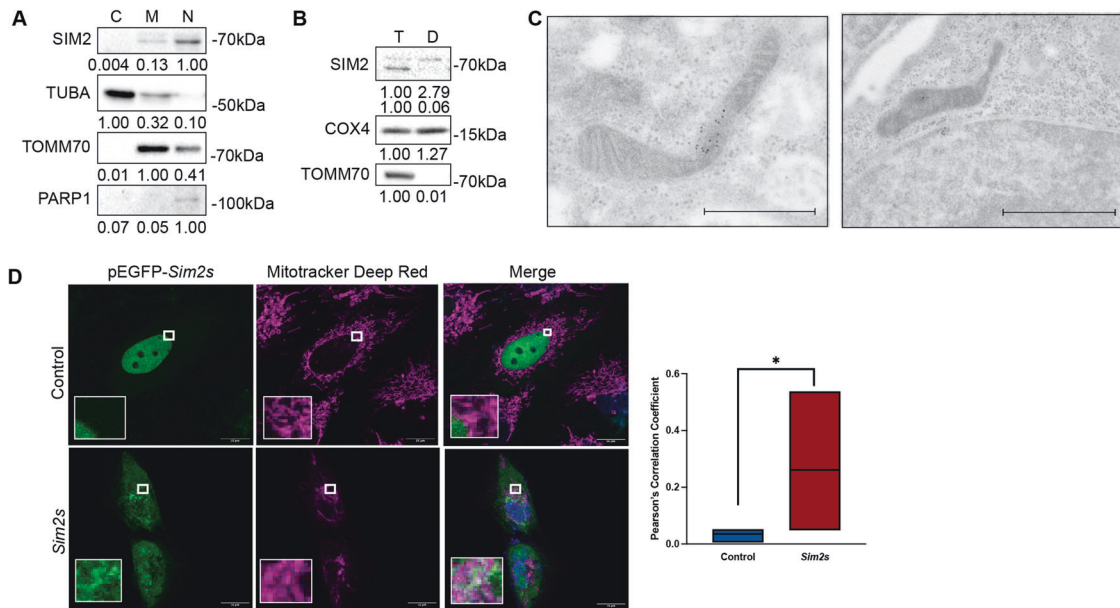 A
C M N
SIM2
-70kDa
0.004 0.13 1.00
TUBA
-50kDa
1.00 0.32 0.10
TOMM70
-70kDa
0.01 1.00 0.41
PARP1
-100kDa
0.07 0.05 1.00
B
T D
SIM2
-70kDa
1.00 2.79
1.00 0.06
COX4
-15kDa
1.00 1.27
TOMM70
-70kDa
1.00 0.01
C
D
pEGFP-Sim2s
Mitotracker Deep Red
Merge
Control
Sim2s
Pearson's Correlation Coefficient
0.6
0.4
0.2
0.0
*
Control
Sim2s